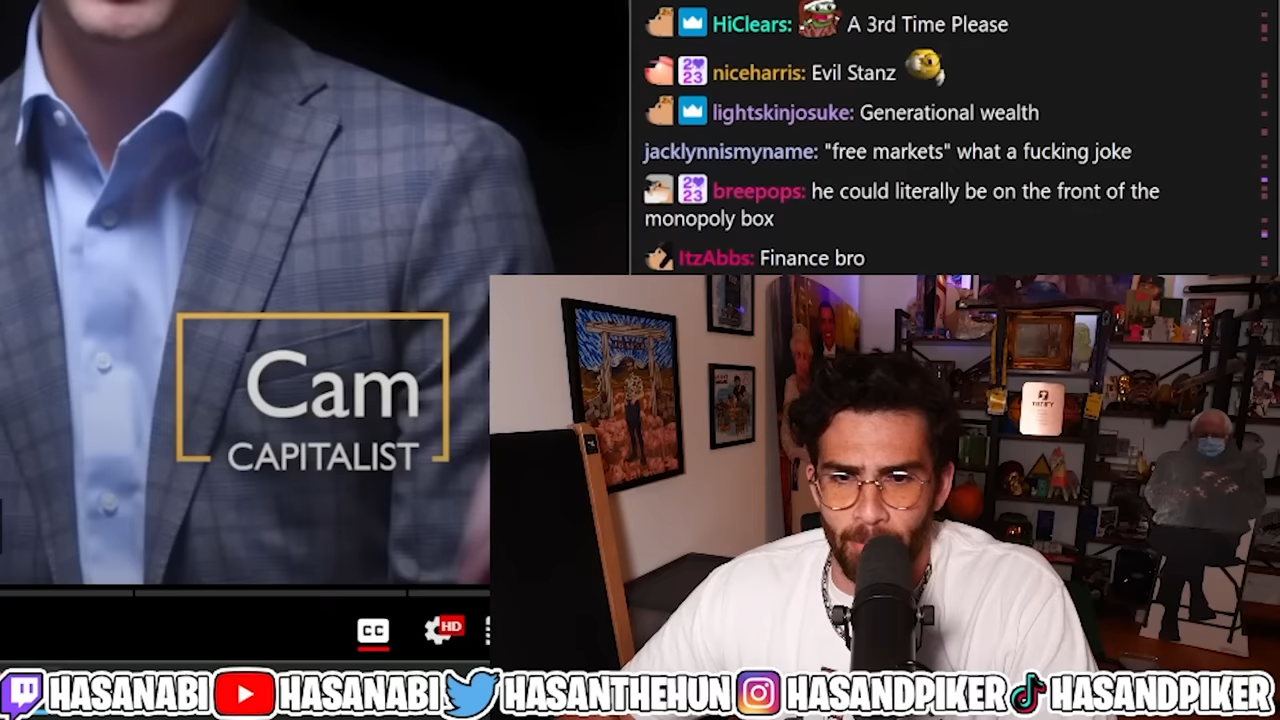 HiClears: A 3rd Time Please
niceharris: Evil Stanz
lightskinjosuke: Generational wealth
jacklynnismyname: "free markets" what a fucking joke
breepops: he could literally be on the front of the
monopoly box
ItzAbbs: Finance bro
Cam
CAPITALIST
CC
HD
HASANABI HASANABI HASANTHEHUN HASANDPIKER HASANDPIKER